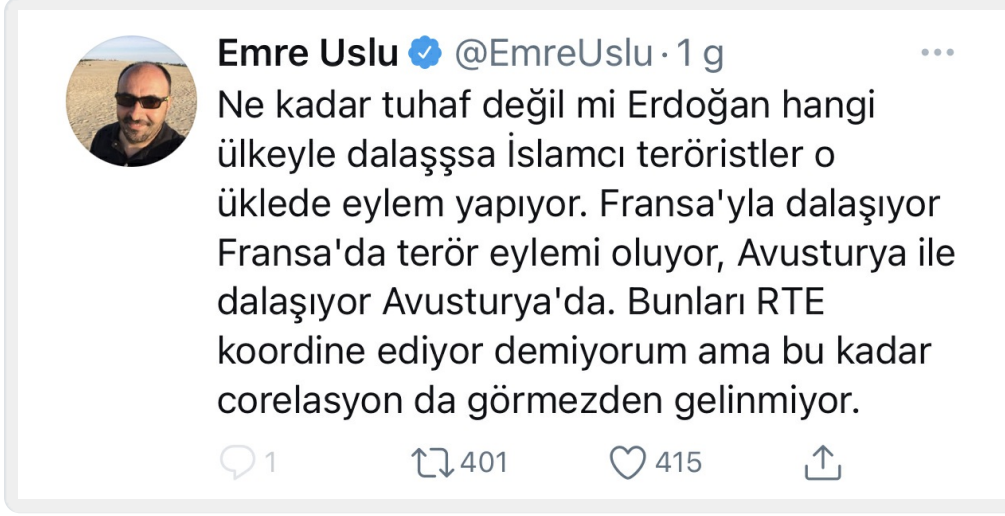 Emre Uslu @EmreUslu · 1 g
Ne kadar tuhaf değil mi Erdoğan hangi
ülkeyle dalaşşsa İslamcı teröristler o
üklede eylem yapıyor. Fransa'yla dalaşıyor
Fransa'da terör eylemi oluyor, Avusturya ile
dalaşıyor Avusturya'da. Bunları RTE
koordine ediyor demiyorum ama bu kadar
corelasyon da görmezden gelinmiyor.
1 401 415